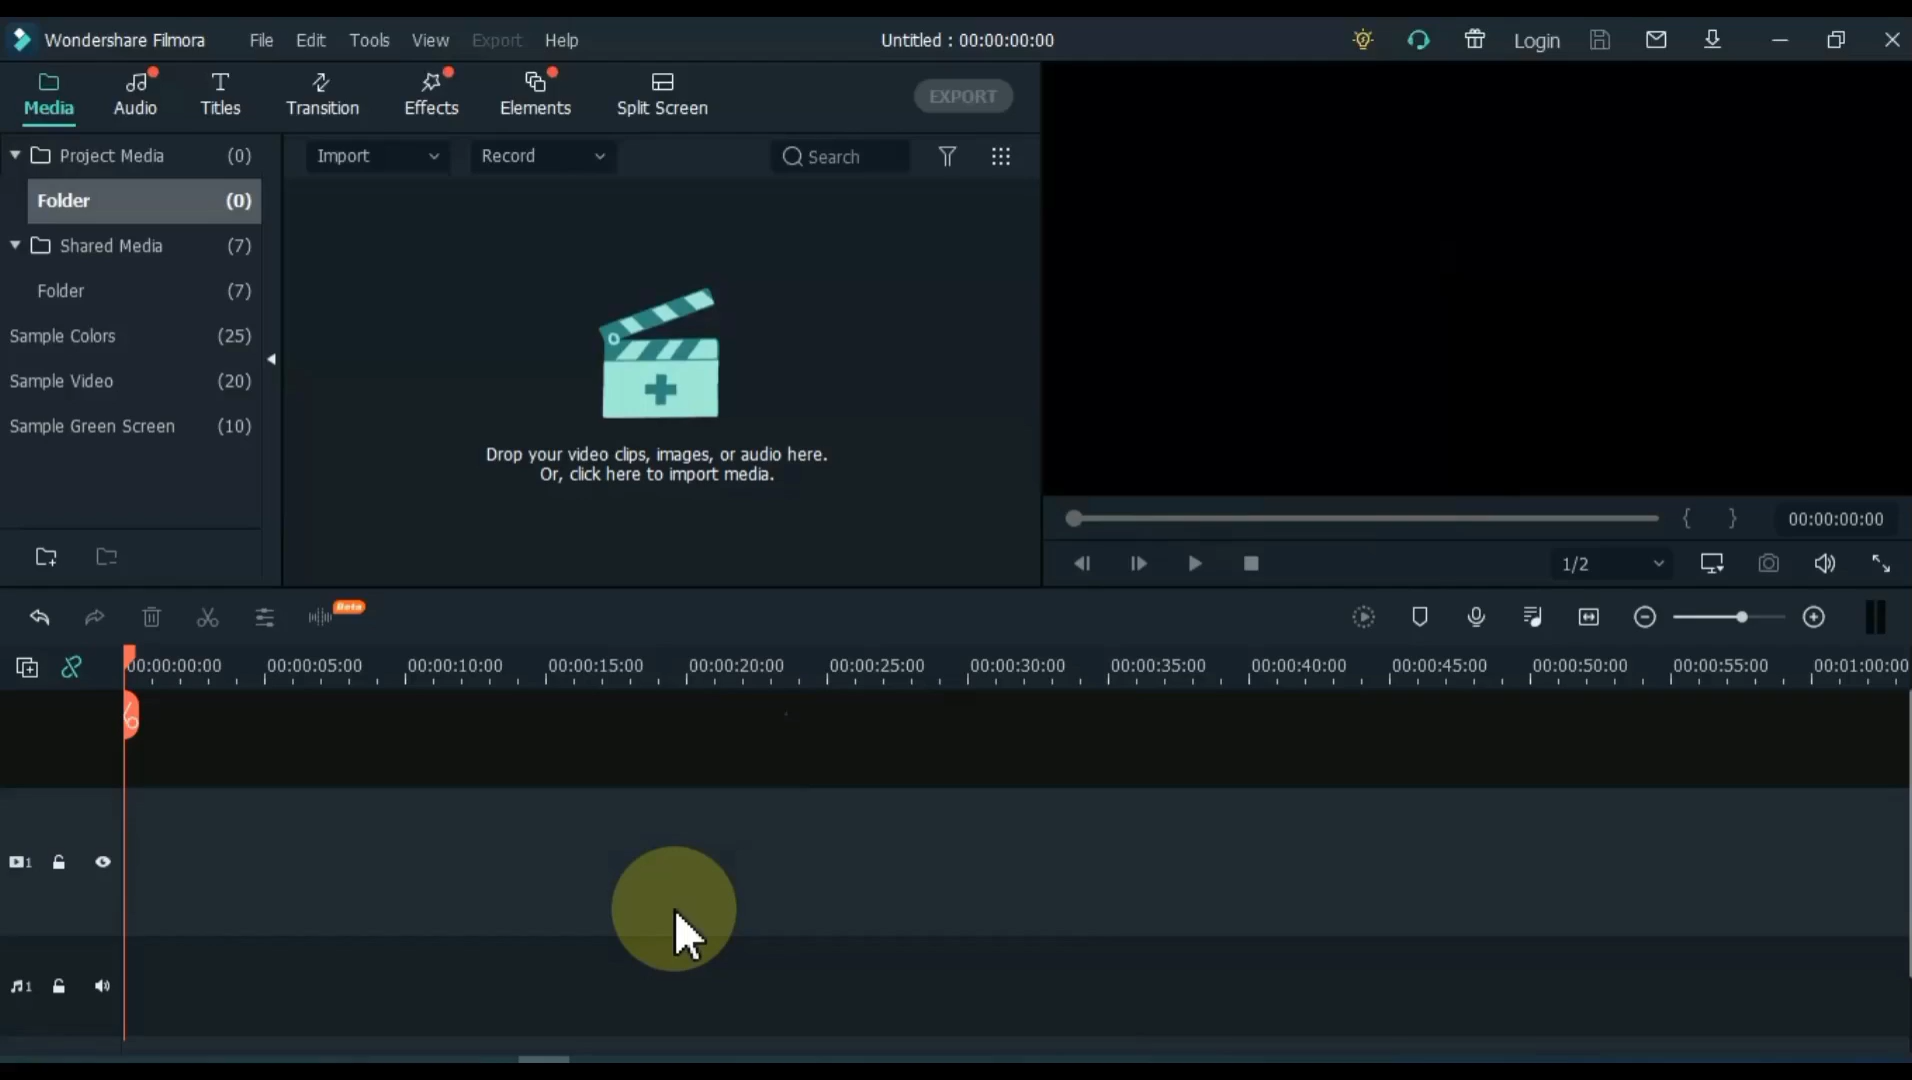 Wondershare Filmora File Edit Tools View Export Help Untitled : 00:00:00:00 Login
Media Audio Titles Transition Effects Elements Split Screen EXPORT
Project Media (0) Import Record Search
Folder (0)
Shared Media (7)
Folder (7)
Sample Colors (25)
Sample Video (20)
Sample Green Screen (10)
Drop your video clips, images, or audio here.
Or, click here to import media.
{ } 00:00:00:00
1/2
Beta
00:00:00:00 00:00:05:00 00:00:10:00 00:00:15:00 00:00:20:00 00:00:25:00 00:00:30:00 00:00:35:00 00:00:40:00 00:00:45:00 00:00:50:00 00:00:55:00 00:01:00:00
1
1